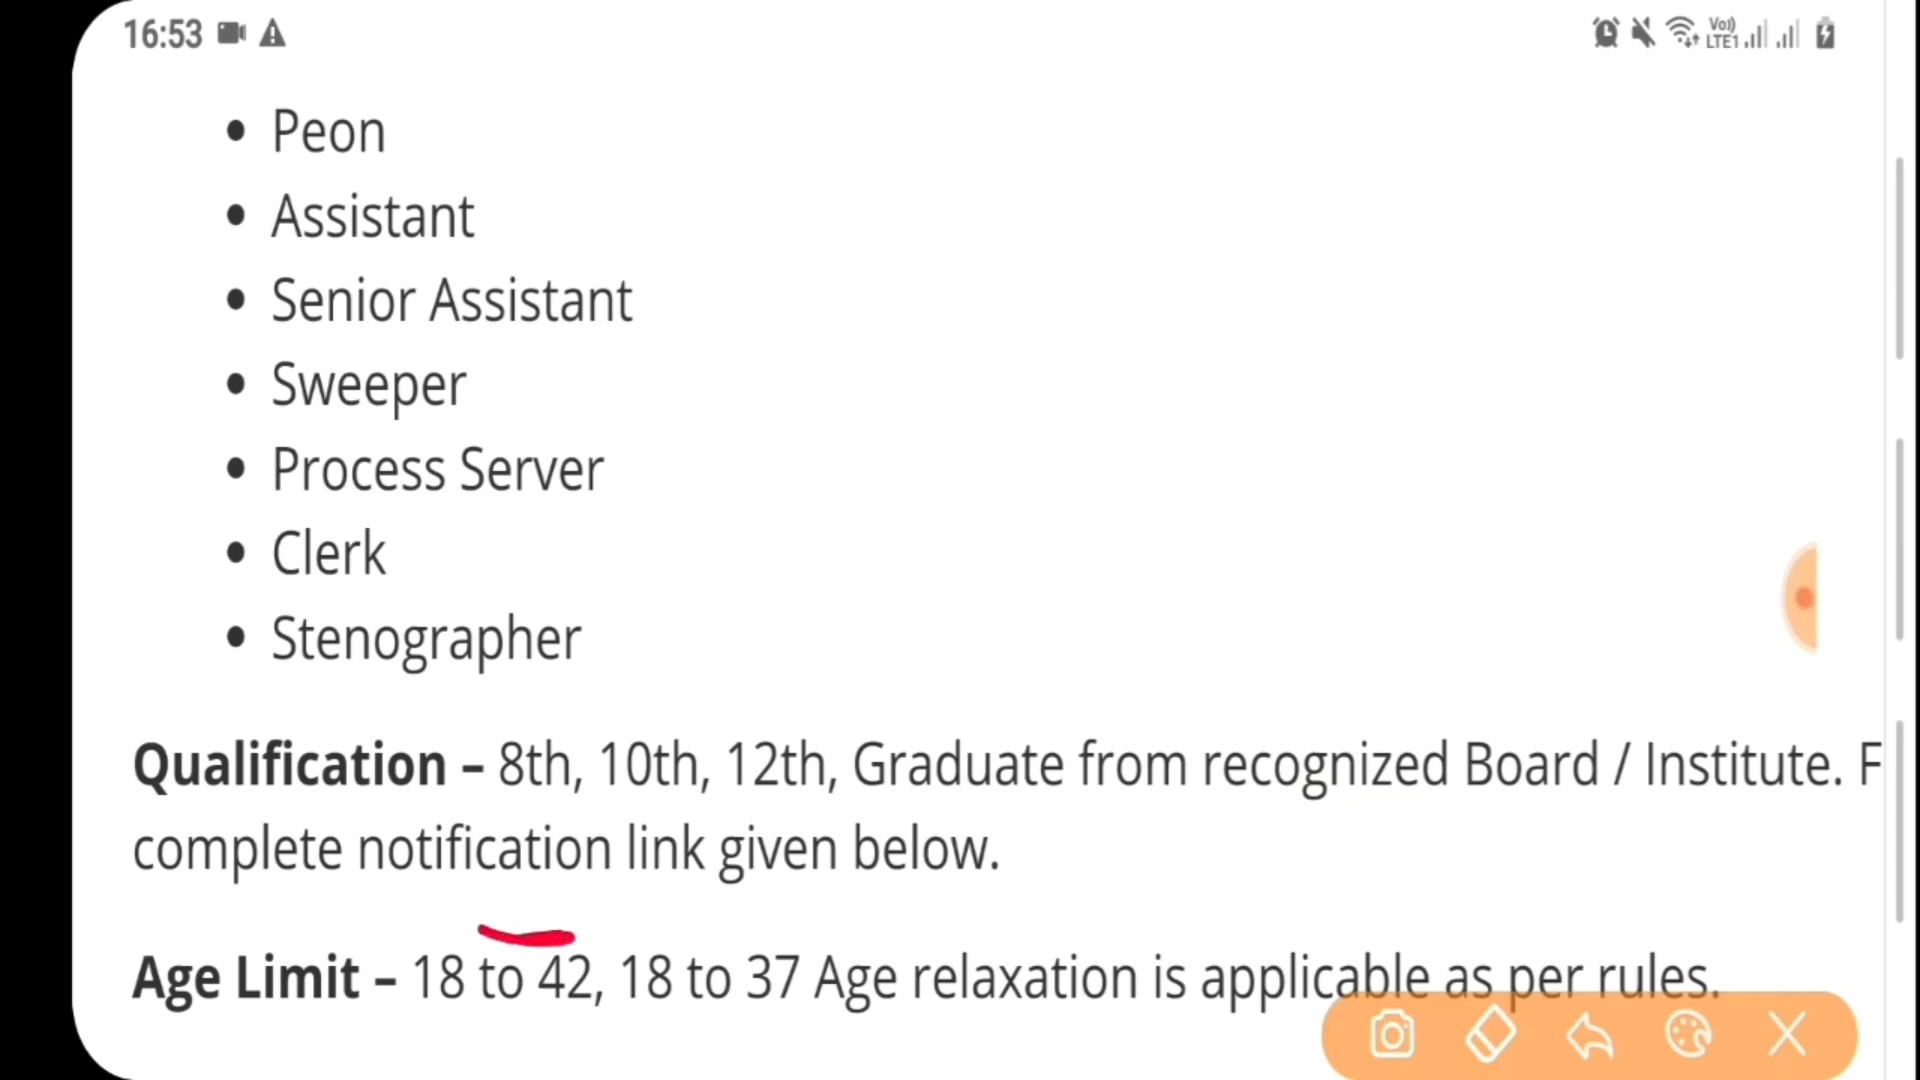 16:53
Vo)) LTE1
Peon
Assistant
Senior Assistant
Sweeper
Process Server
Clerk
Stenographer
Qualification – 8th, 10th, 12th, Graduate from recognized Board / Institute. F
complete notification link given below.
Age Limit – 18 to 42, 18 to 37 Age relaxation is applicable as per rules.